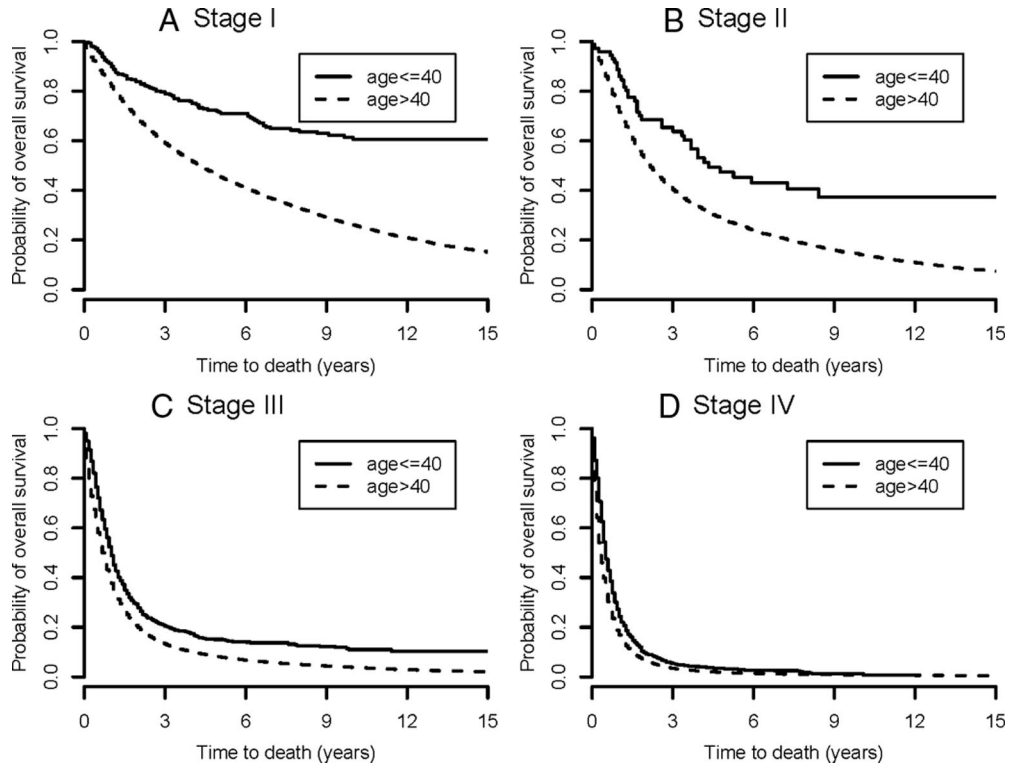 A Stage I
Probability of overall survival
1.0
0.8
0.6
0.4
0.2
0.0
age<=40
age>40
0 3 6 9 12 15
Time to death (years)
B Stage II
Probability of overall survival
1.0
0.8
0.6
0.4
0.2
0.0
age<=40
age>40
0 3 6 9 12 15
Time to death (years)
C Stage III
Probability of overall survival
1.0
0.8
0.6
0.4
0.2
0.0
age<=40
age>40
0 3 6 9 12 15
Time to death (years)
D Stage IV
Probability of overall survival
1.0
0.8
0.6
0.4
0.2
0.0
age<=40
age>40
0 3 6 9 12 15
Time to death (years)